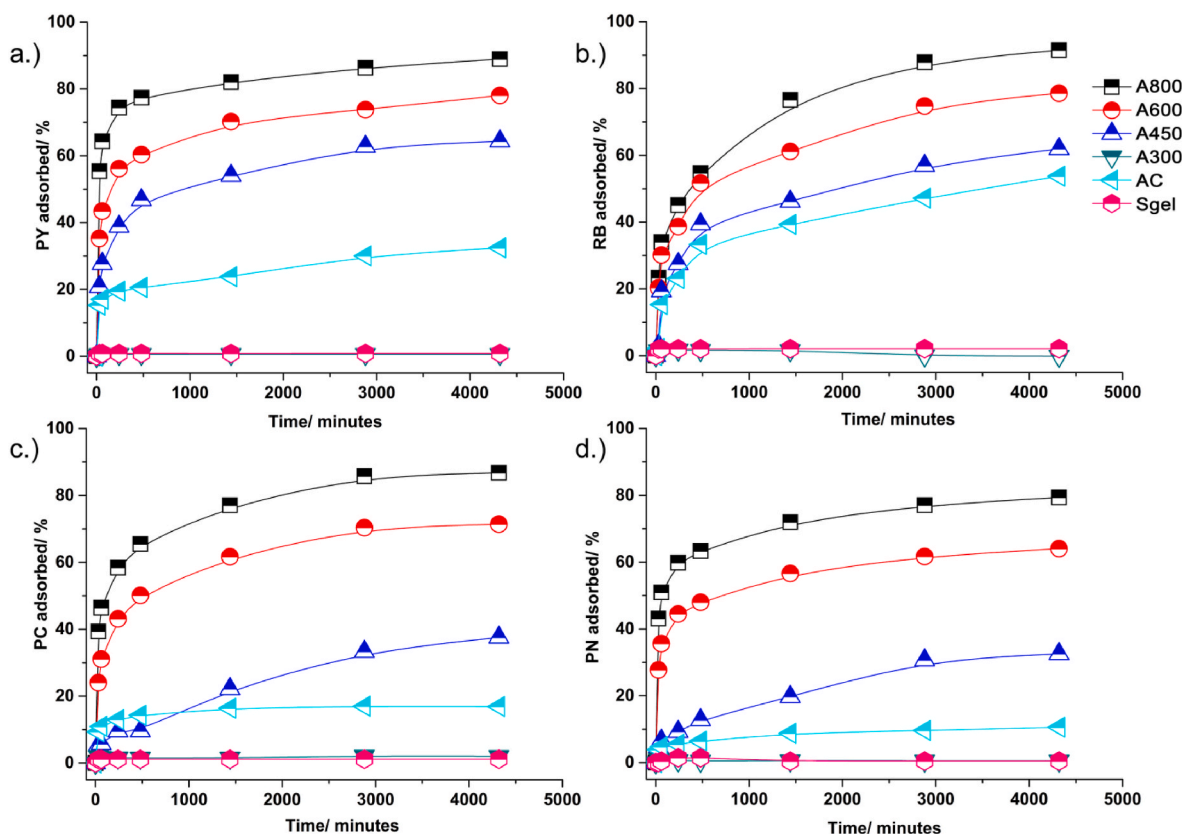 a.)
PY adsorbed/ %
100
80
60
40
20
0
0 1000 2000 3000 4000 5000
Time/ minutes
b.)
RB adsorbed/ %
100
80
60
40
20
0
0 1000 2000 3000 4000 5000
Time/ minutes
A800
A600
A450
A300
AC
Sgel
c.)
PC adsorbed/ %
100
80
60
40
20
0
0 1000 2000 3000 4000 5000
Time/ minutes
d.)
PN adsorbed/ %
100
80
60
40
20
0
0 1000 2000 3000 4000 5000
Time/ minutes